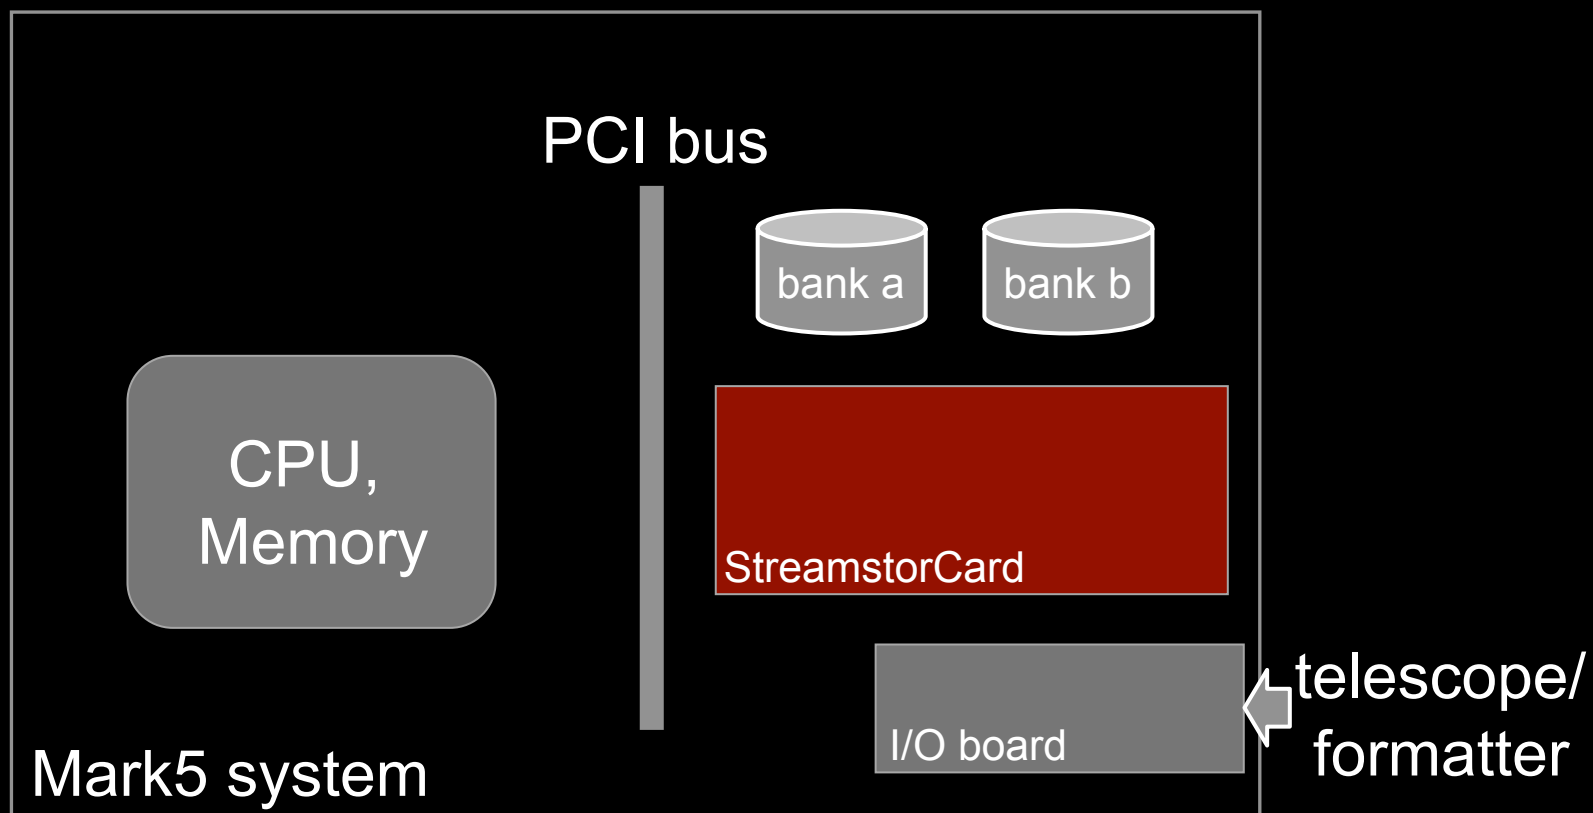 PCI bus
bank a
bank b
CPU,
Memory
StreamstorCard
telescope/
formatter
I/O board
Mark5 system